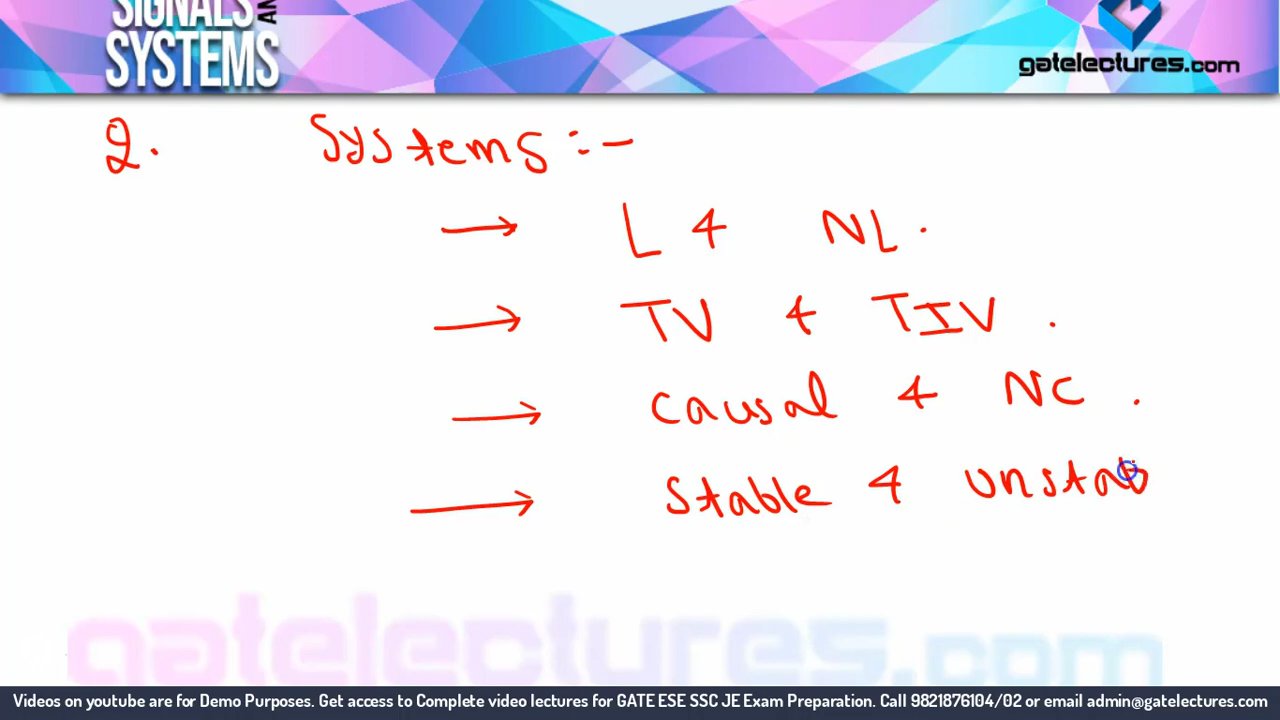 SIGNALS AND
SYSTEMS
gatelectures.com
2. Systems :-
→ L & NL.
→ TV & TIV.
→ Causal & NC.
→ Stable & Unstab
gatelectures.com
Videos on youtube are for Demo Purposes. Get access to Complete video lectures for GATE ESE SSC JE Exam Preparation. Call 9821876104/02 or email admin@gatelectures.com